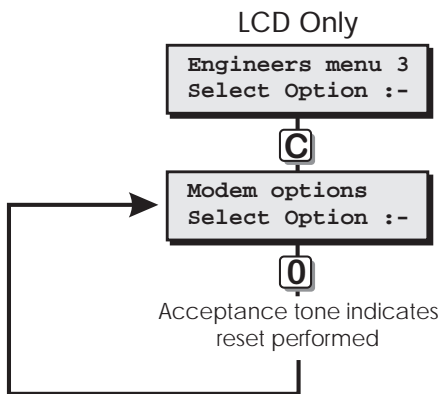 LCD Only
Engineers menu 3
Select Option :-
C
Modem options
Select Option :-
0
Acceptance tone indicates
reset performed